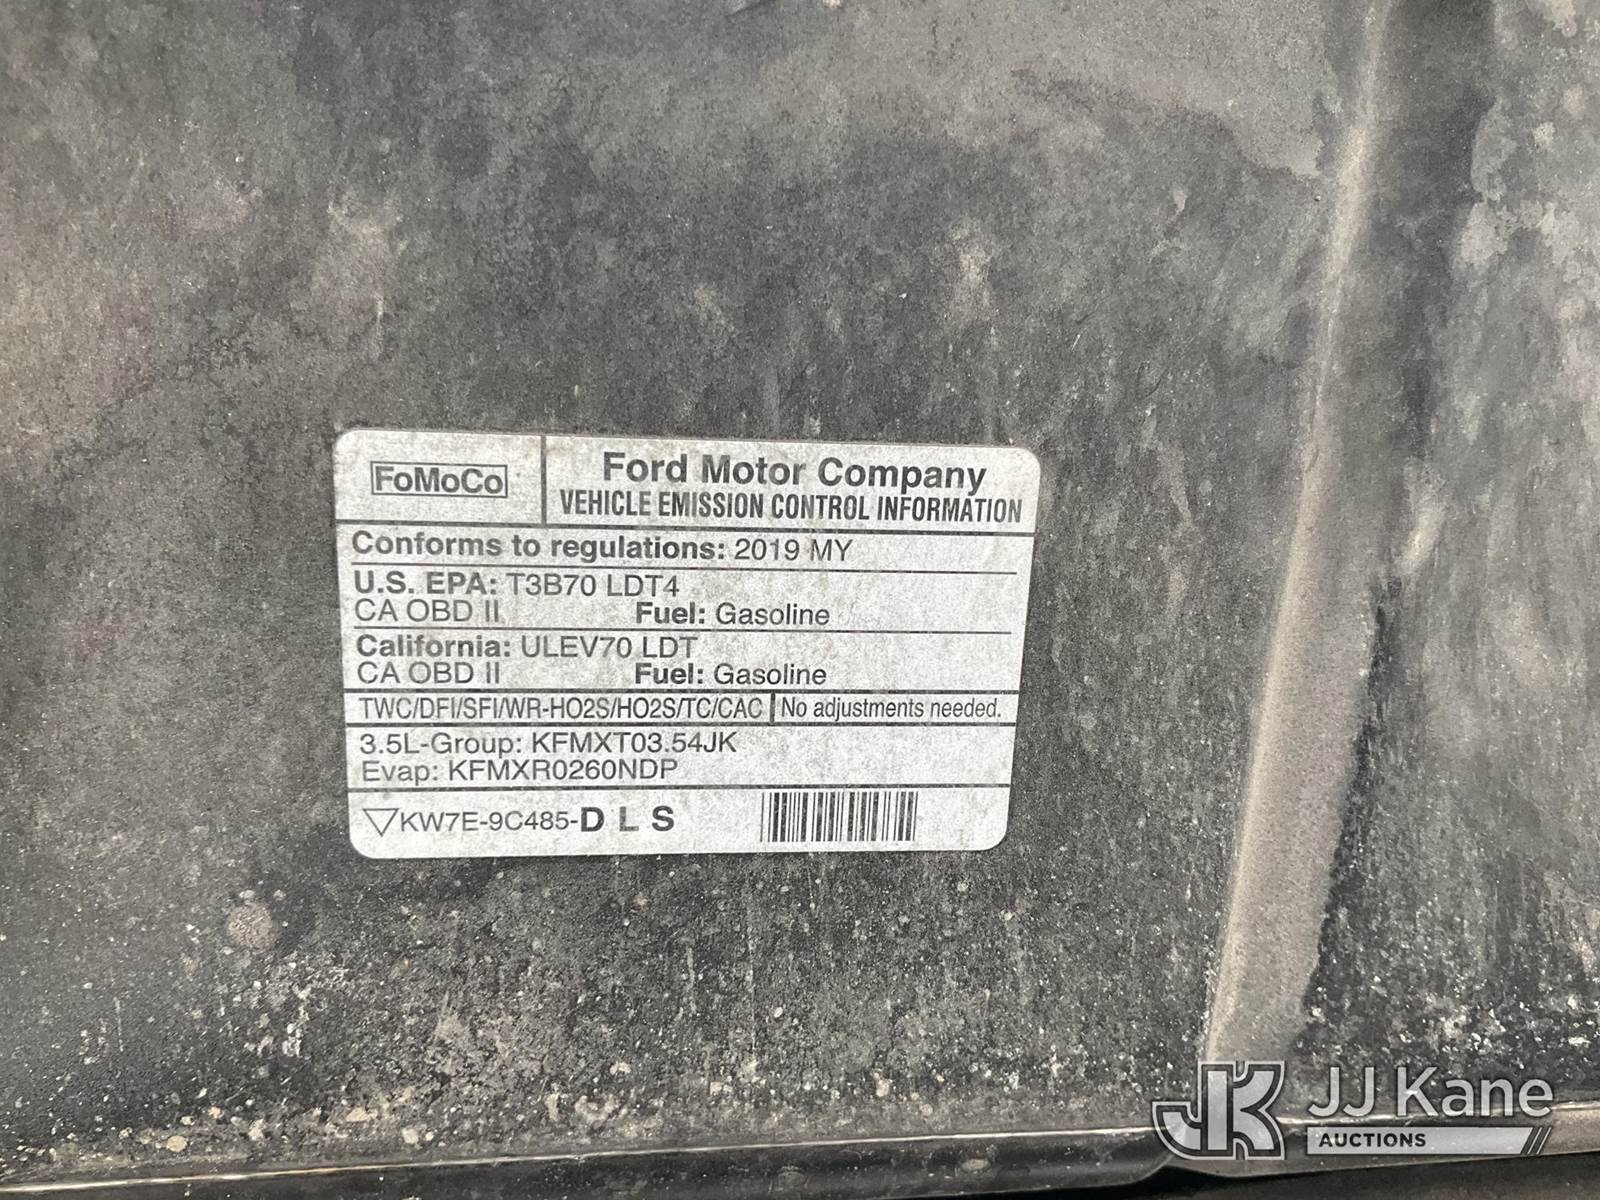 FoMoCo
Ford Motor Company
VEHICLE EMISSION CONTROL INFORMATION
Conforms to regulations: 2019 MY
U.S. EPA: T3B70 LDT4
CA OBD II Fuel: Gasoline
California: ULEV70 LDT
CA OBD II Fuel: Gasoline
TWC/DFI/SFI/WR-HO2S/HO2S/TC/CAC No adjustments needed.
3.5L-Group: KFMXT03.54JK
Evap: KFMXR0260NDP
KW7E-9C485-D L S
JK JJ Kane
AUCTIONS